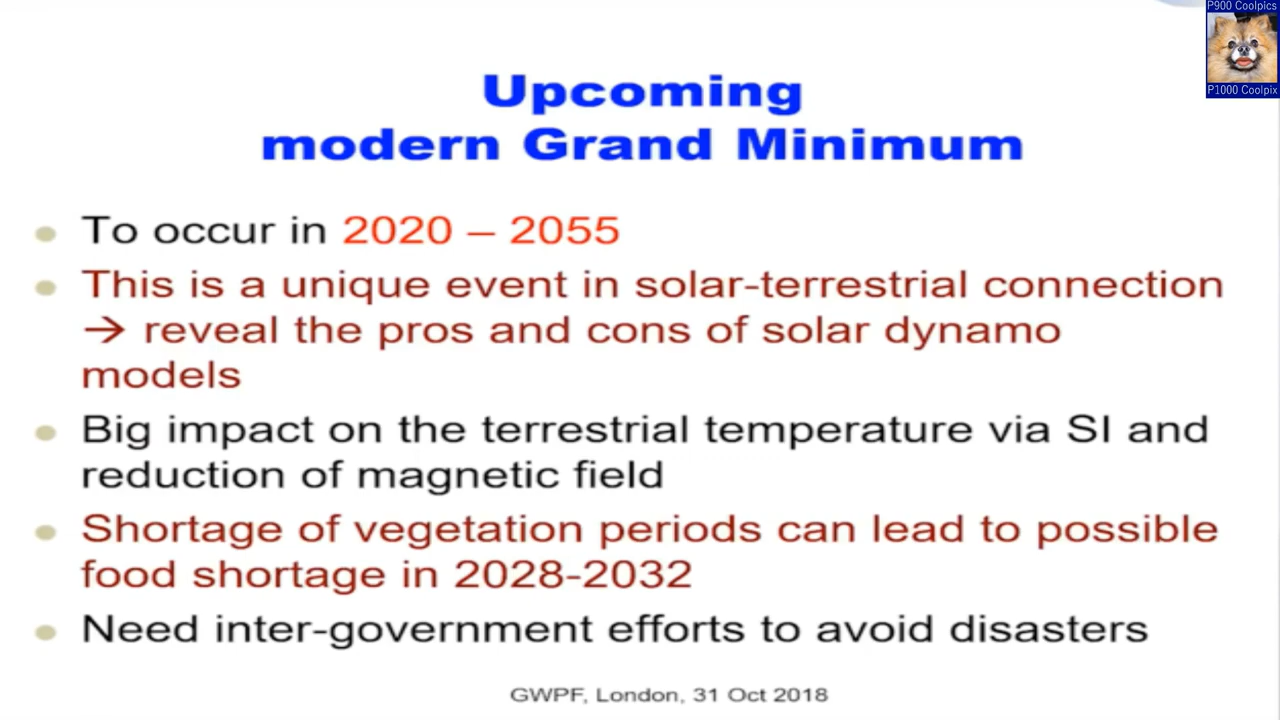 P900 Coolpics
P1000 Coolpix
Upcoming
modern Grand Minimum
To occur in 2020 – 2055
This is a unique event in solar-terrestrial connection
→ reveal the pros and cons of solar dynamo
models
Big impact on the terrestrial temperature via SI and
reduction of magnetic field
Shortage of vegetation periods can lead to possible
food shortage in 2028-2032
Need inter-government efforts to avoid disasters
GWPF, London, 31 Oct 2018